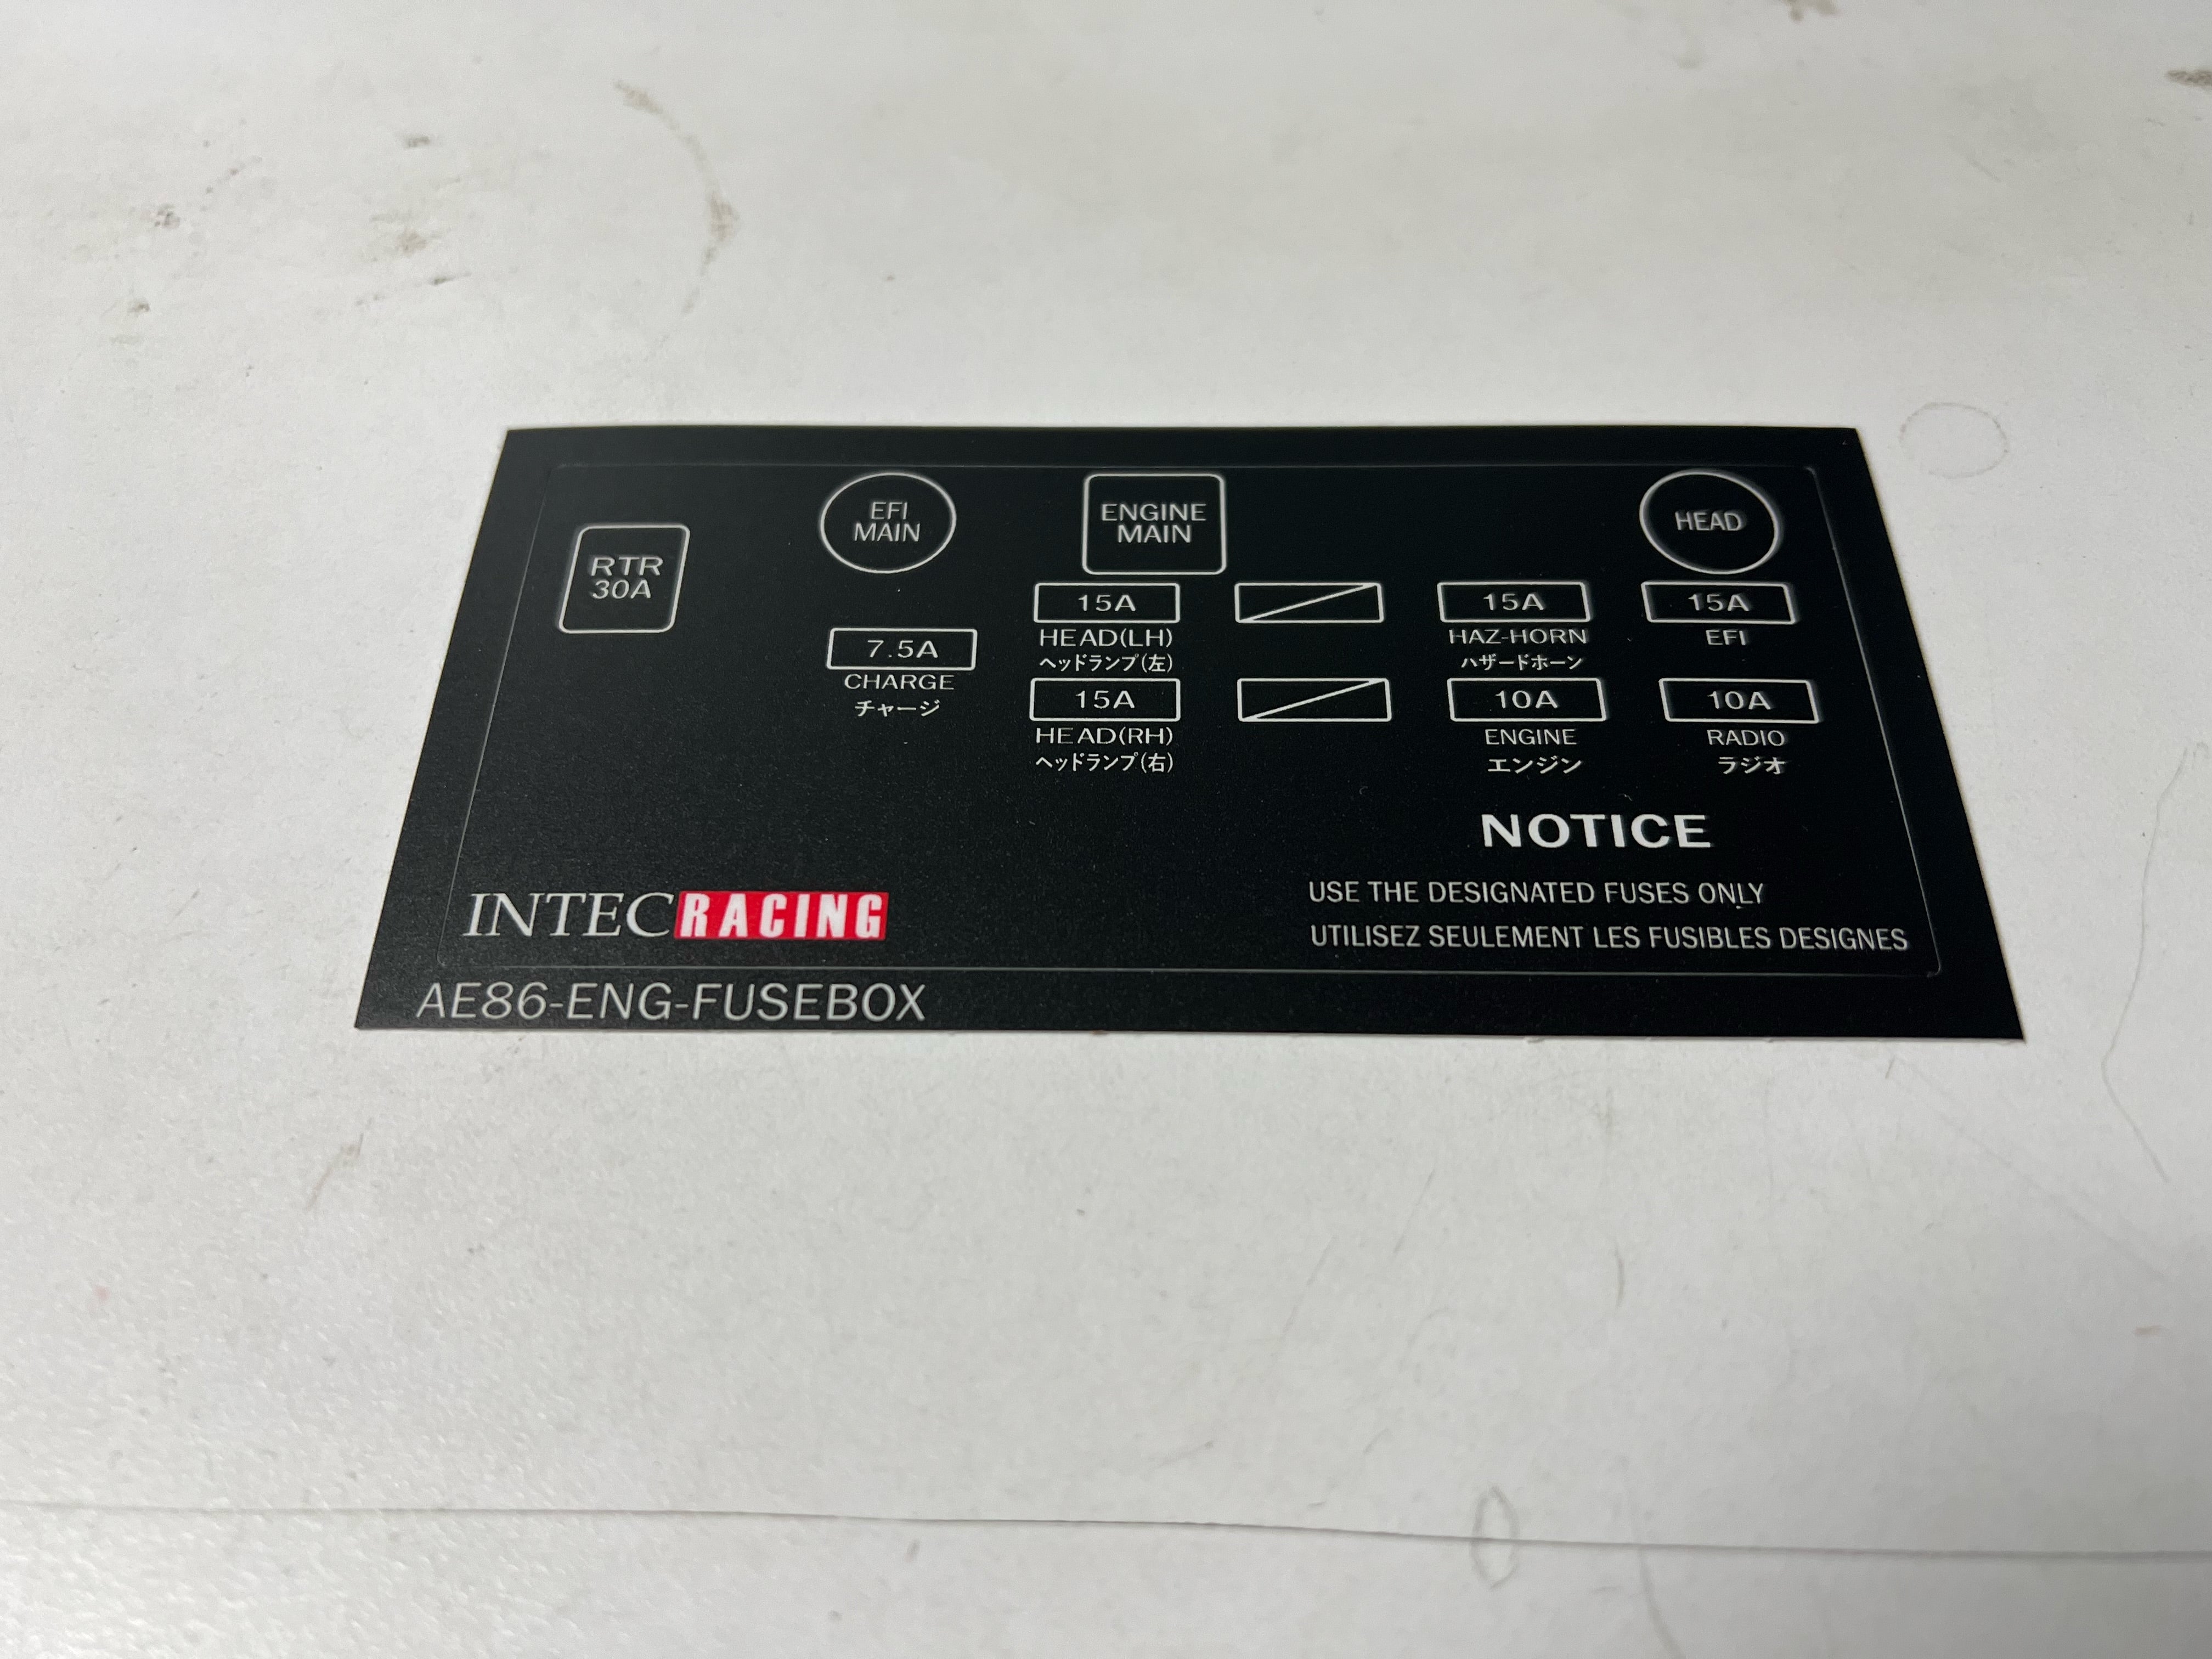 RTR
30A
EFI
MAIN
ENGINE
MAIN
HEAD
7.5A
CHARGE
チャージ
15A
HEAD(LH)
ヘッドランプ(左)
15A
HAZ-HORN
ハザードホーン
15A
EFI
15A
HEAD(RH)
ヘッドランプ(右)
10A
ENGINE
エンジン
10A
RADIO
ラジオ
NOTICE
USE THE DESIGNATED FUSES ONLY
UTILISEZ SEULEMENT LES FUSIBLES DESIGNES
INTEC RACING
AE86-ENG-FUSEBOX